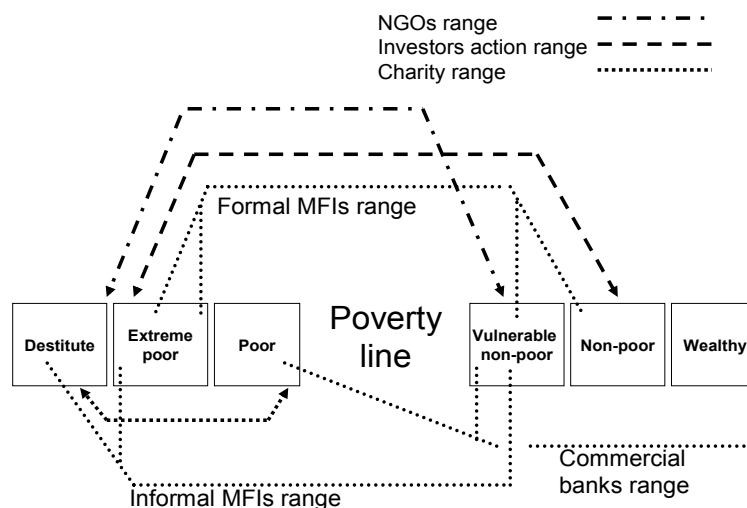 NGOs range
Investors action range
Charity range
Formal MFIs range
Poverty
line
Destitute
Extreme
poor
Poor
Vulnerable
non-poor
Non-poor
Wealthy
Commercial
banks range
Informal MFIs range